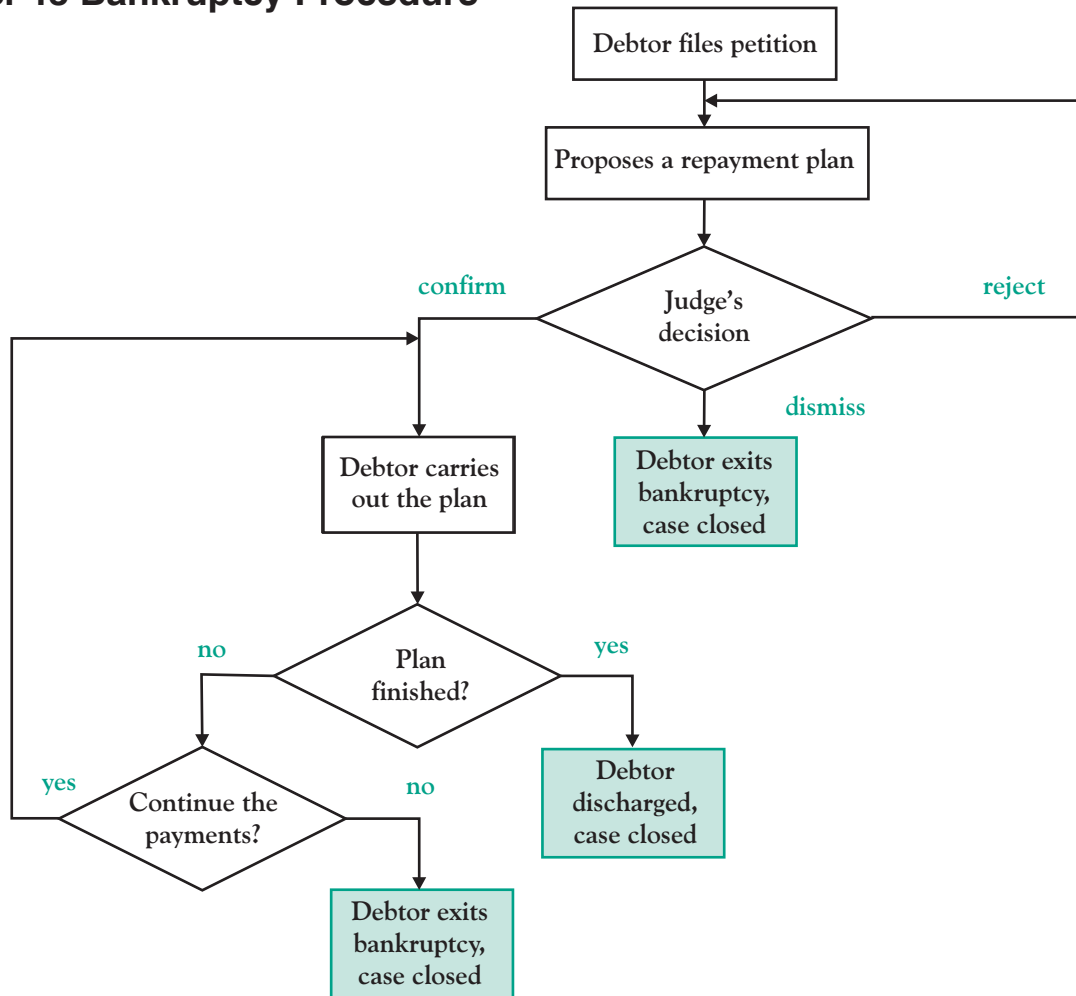 Bankruptcy Procedure
Debtor files petition
Proposes a repayment plan
confirm
Judge's
decision
reject
dismiss
Debtor carries
out the plan
Debtor exits
bankruptcy,
case closed
no
Plan
finished?
yes
yes
Continue the
payments?
no
Debtor
discharged,
case closed
Debtor exits
bankruptcy,
case closed